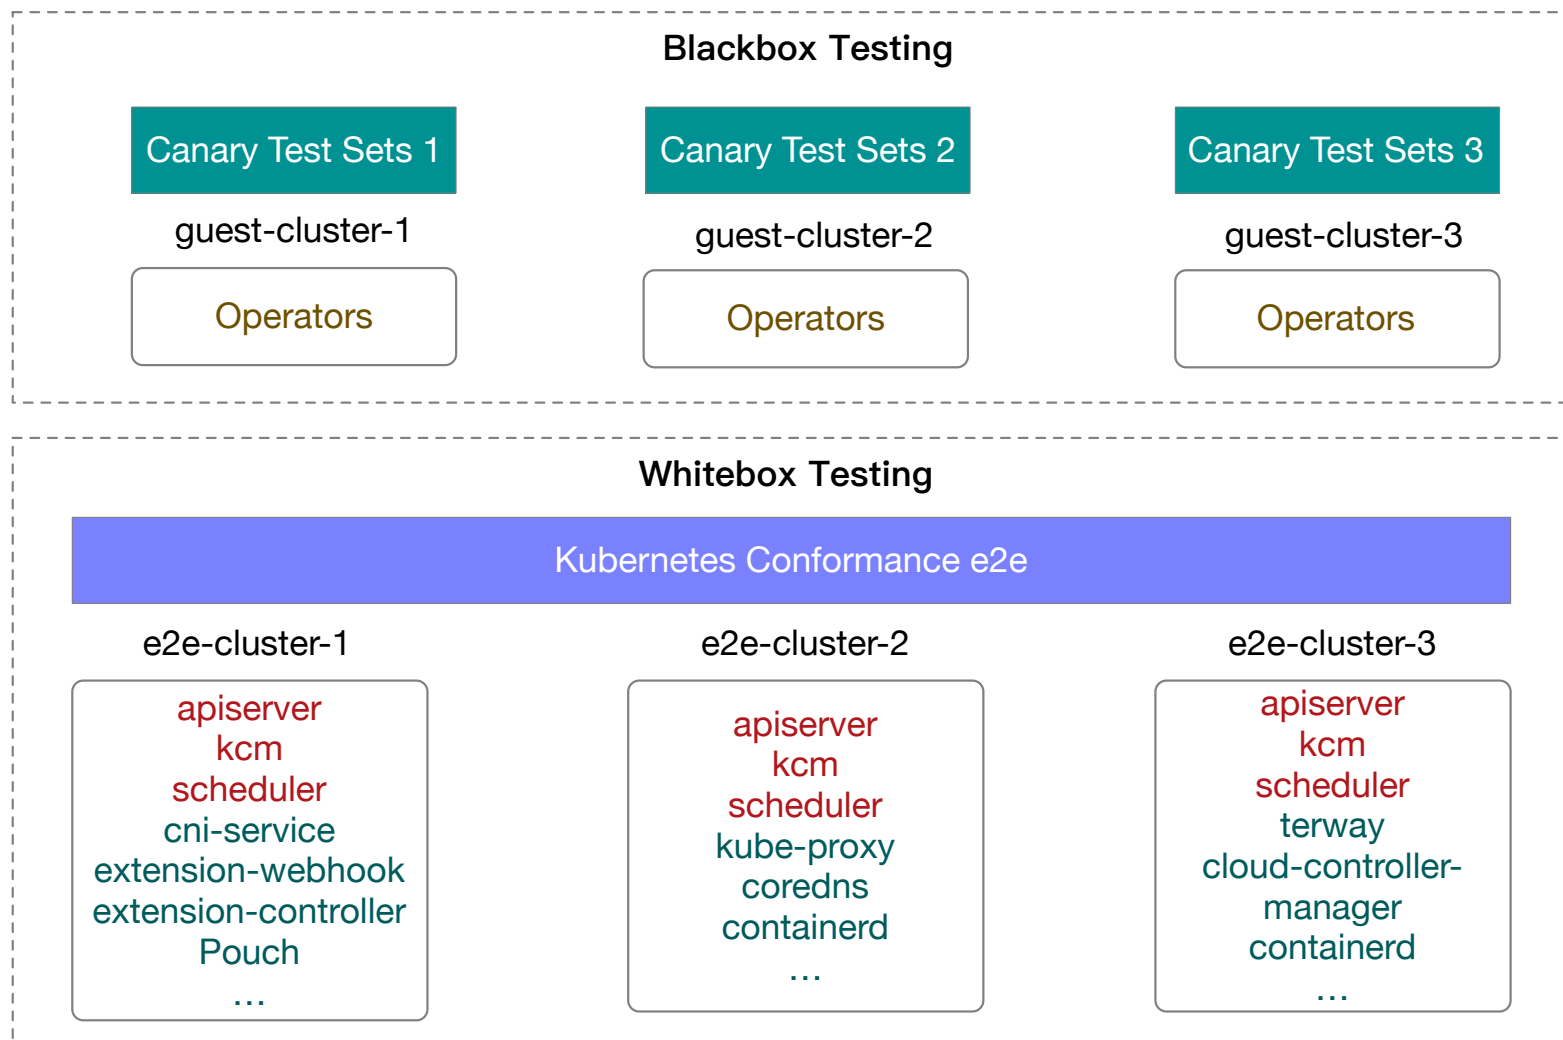 Blackbox Testing
Canary Test Sets 1
Canary Test Sets 2
Canary Test Sets 3
guest-cluster-1
guest-cluster-2
guest-cluster-3
Operators
Operators
Operators
Whitebox Testing
Kubernetes Conformance e2e
e2e-cluster-1
apiserver
kcm
scheduler
cni-service
extension-webhook
extension-controller
Pouch
...
e2e-cluster-2
apiserver
kcm
scheduler
kube-proxy
coredns
containerd
...
e2e-cluster-3
apiserver
kcm
scheduler
terway
cloud-controller-
manager
containerd
...